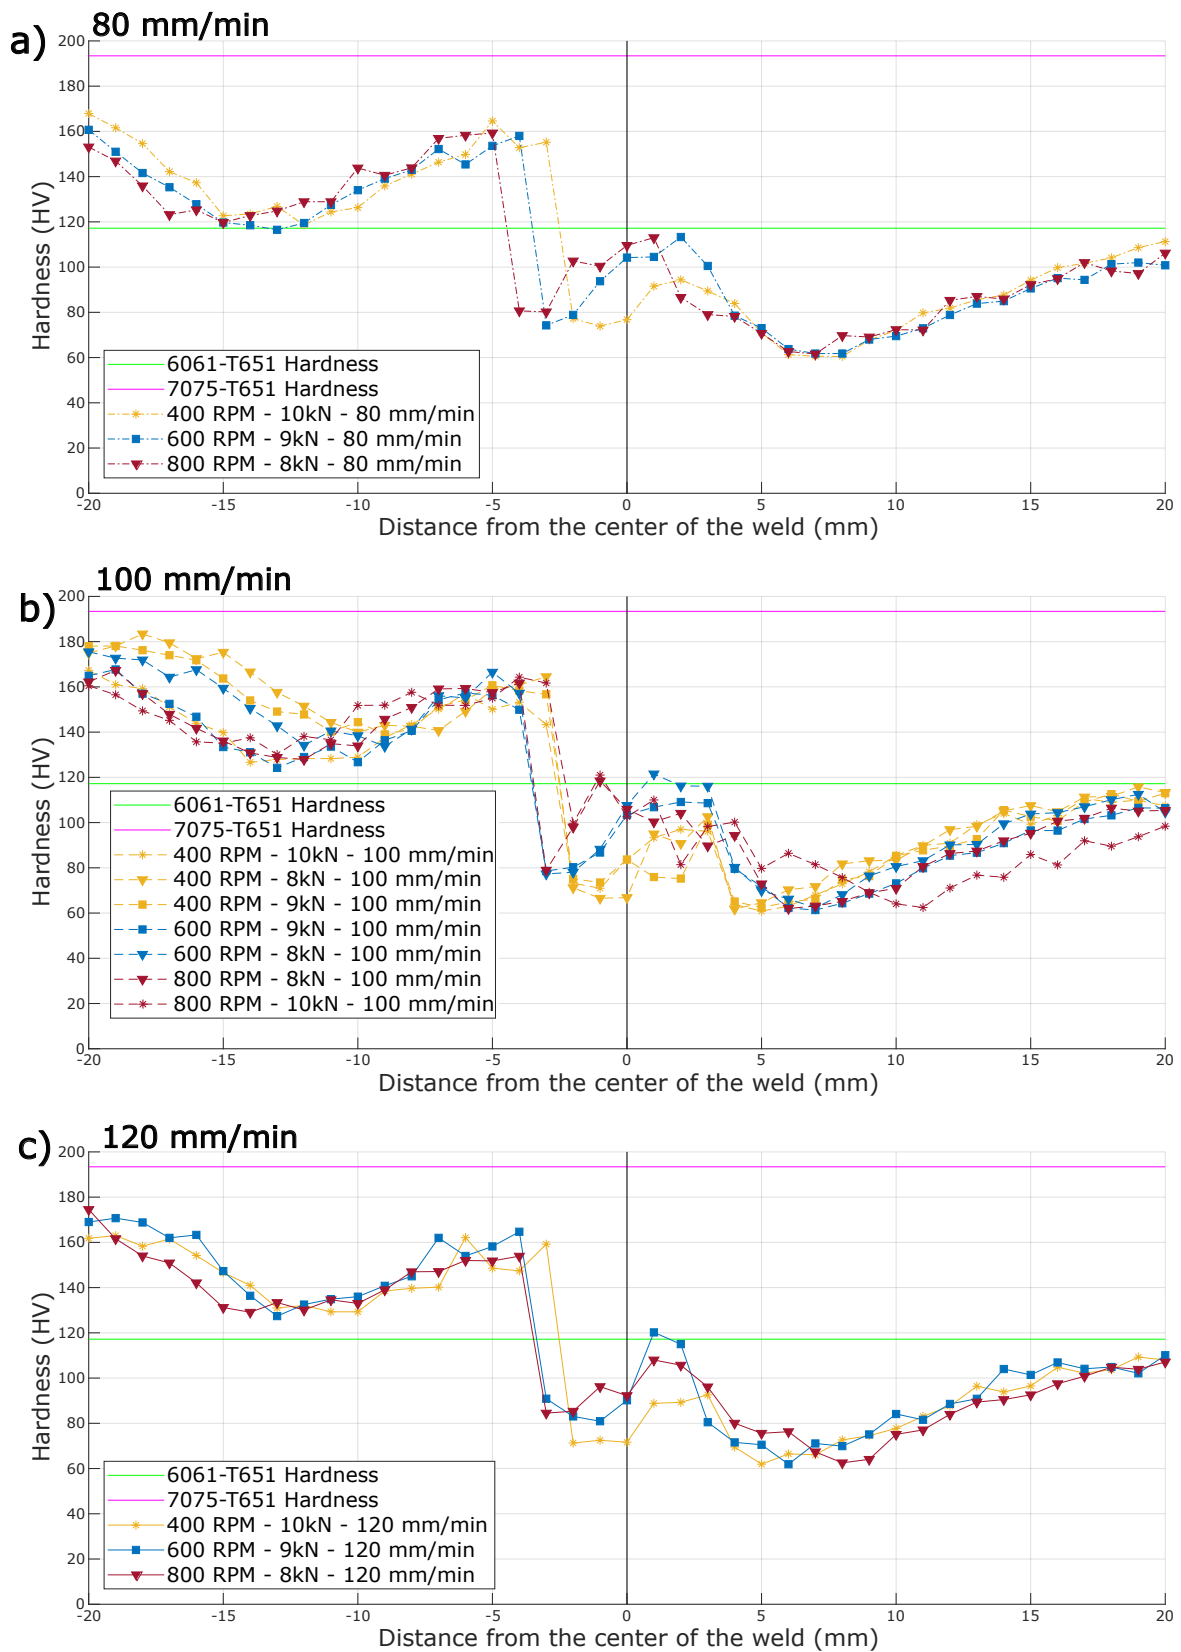 a) 80 mm/min
200
180
160
140
120
100
80
60
40
20
0
Hardness (HV)
6061-T651 Hardness
7075-T651 Hardness
400 RPM - 10kN - 80 mm/min
600 RPM - 9kN - 80 mm/min
800 RPM - 8kN - 80 mm/min
-20 -15 -10 -5 0 5 10 15 20
Distance from the center of the weld (mm)
b) 100 mm/min
200
180
160
140
120
100
80
60
40
20
0
Hardness (HV)
6061-T651 Hardness
7075-T651 Hardness
400 RPM - 10kN - 100 mm/min
400 RPM - 8kN - 100 mm/min
400 RPM - 9kN - 100 mm/min
600 RPM - 9kN - 100 mm/min
600 RPM - 8kN - 100 mm/min
800 RPM - 8kN - 100 mm/min
800 RPM - 10kN - 100 mm/min
-20 -15 -10 -5 0 5 10 15 20
Distance from the center of the weld (mm)
c) 120 mm/min
200
180
160
140
120
100
80
60
40
20
0
Hardness (HV)
6061-T651 Hardness
7075-T651 Hardness
400 RPM - 10kN - 120 mm/min
600 RPM - 9kN - 120 mm/min
800 RPM - 8kN - 120 mm/min
-20 -15 -10 -5 0 5 10 15 20
Distance from the center of the weld (mm)